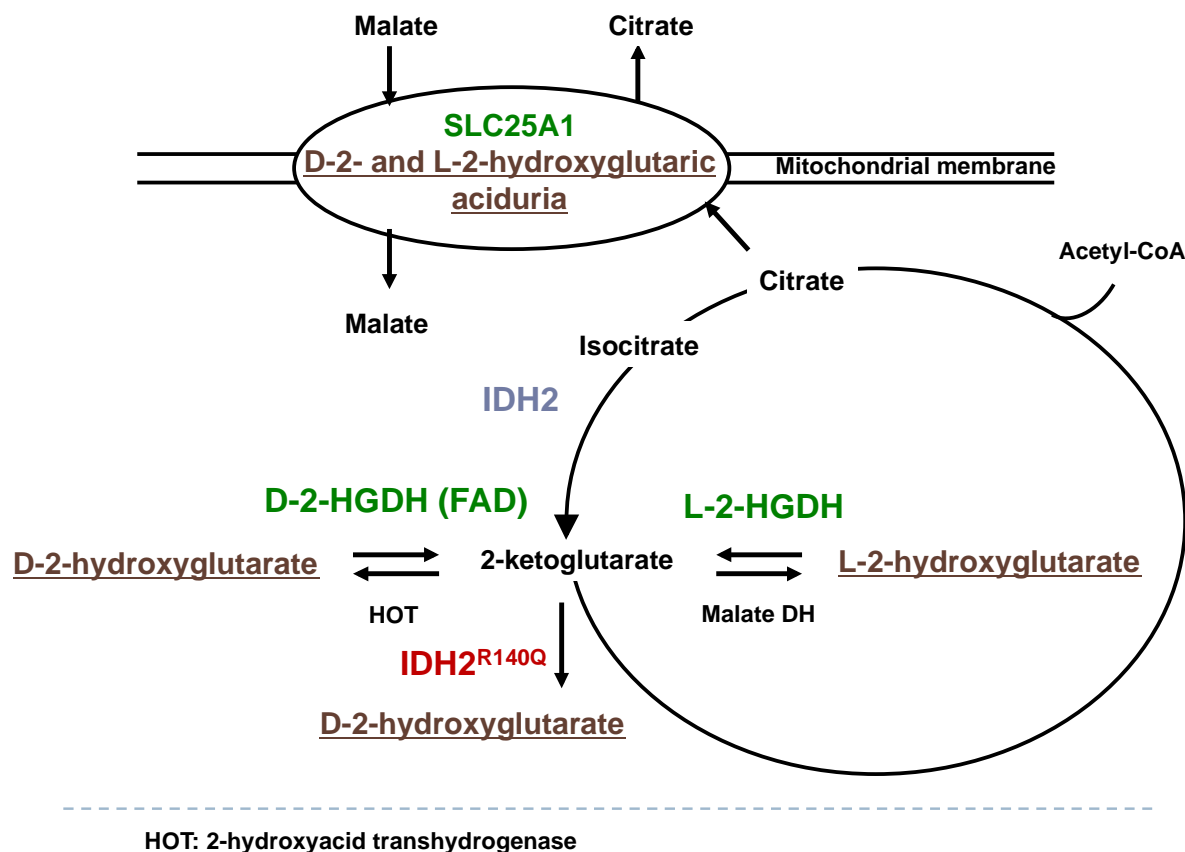 Malate Citrate
SLC25A1
D-2- and L-2-hydroxyglutaric
aciduria
Mitochondrial membrane
Acetyl-CoA
Citrate
Malate
Isocitrate
IDH2
D-2-HGDH (FAD) L-2-HGDH
D-2-hydroxyglutarate 2-ketoglutarate L-2-hydroxyglutarate
HOT Malate DH
IDH2R140Q
D-2-hydroxyglutarate
HOT: 2-hydroxyacid transhydrogenase